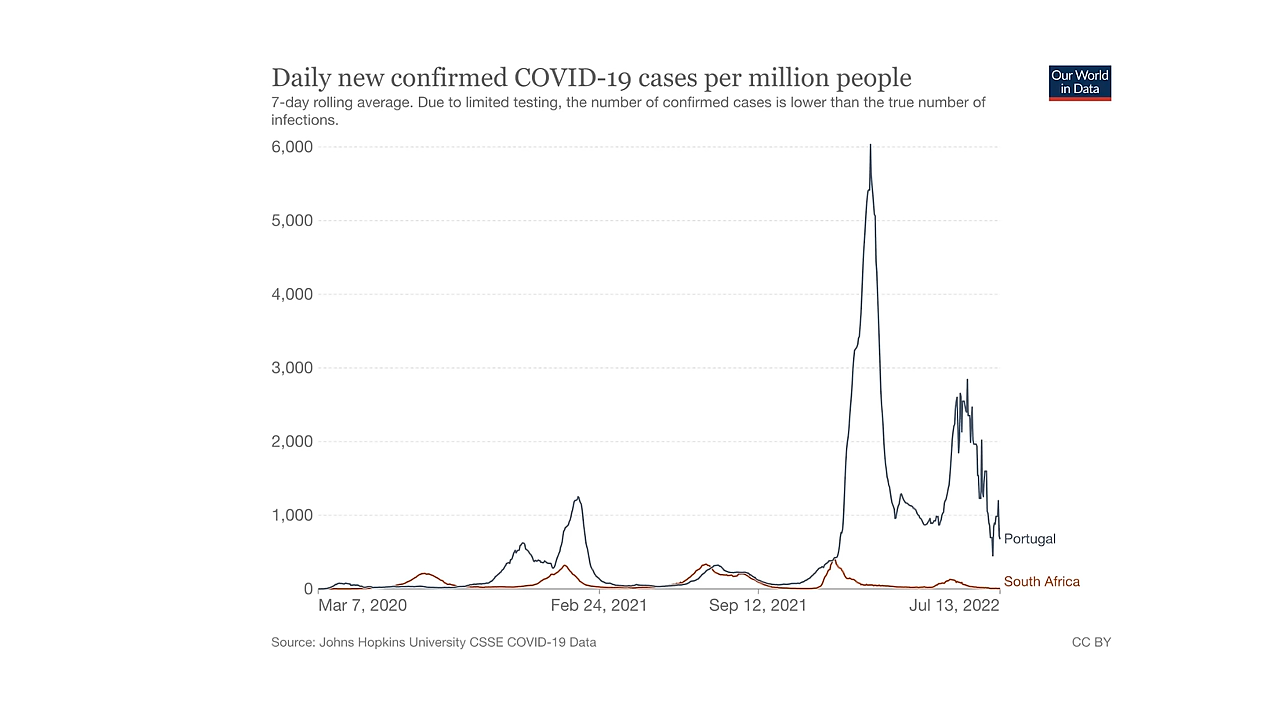 Daily new confirmed COVID-19 cases per million people
Our World
in Data
7-day rolling average. Due to limited testing, the number of confirmed cases is lower than the true number of
infections.
6,000
5,000
4,000
3,000
2,000
1,000
0
Portugal
South Africa
Mar 7, 2020
Feb 24, 2021
Sep 12, 2021
Jul 13, 2022
Source: Johns Hopkins University CSSE COVID-19 Data
CC BY